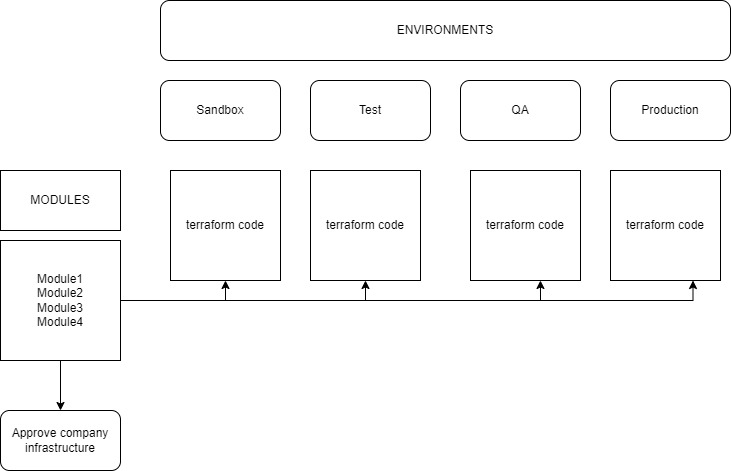 ENVIRONMENTS
Sandbox
Test
QA
Production
MODULES
terraform code
terraform code
terraform code
terraform code
Module1
Module2
Module3
Module4
Approve company
infrastructure